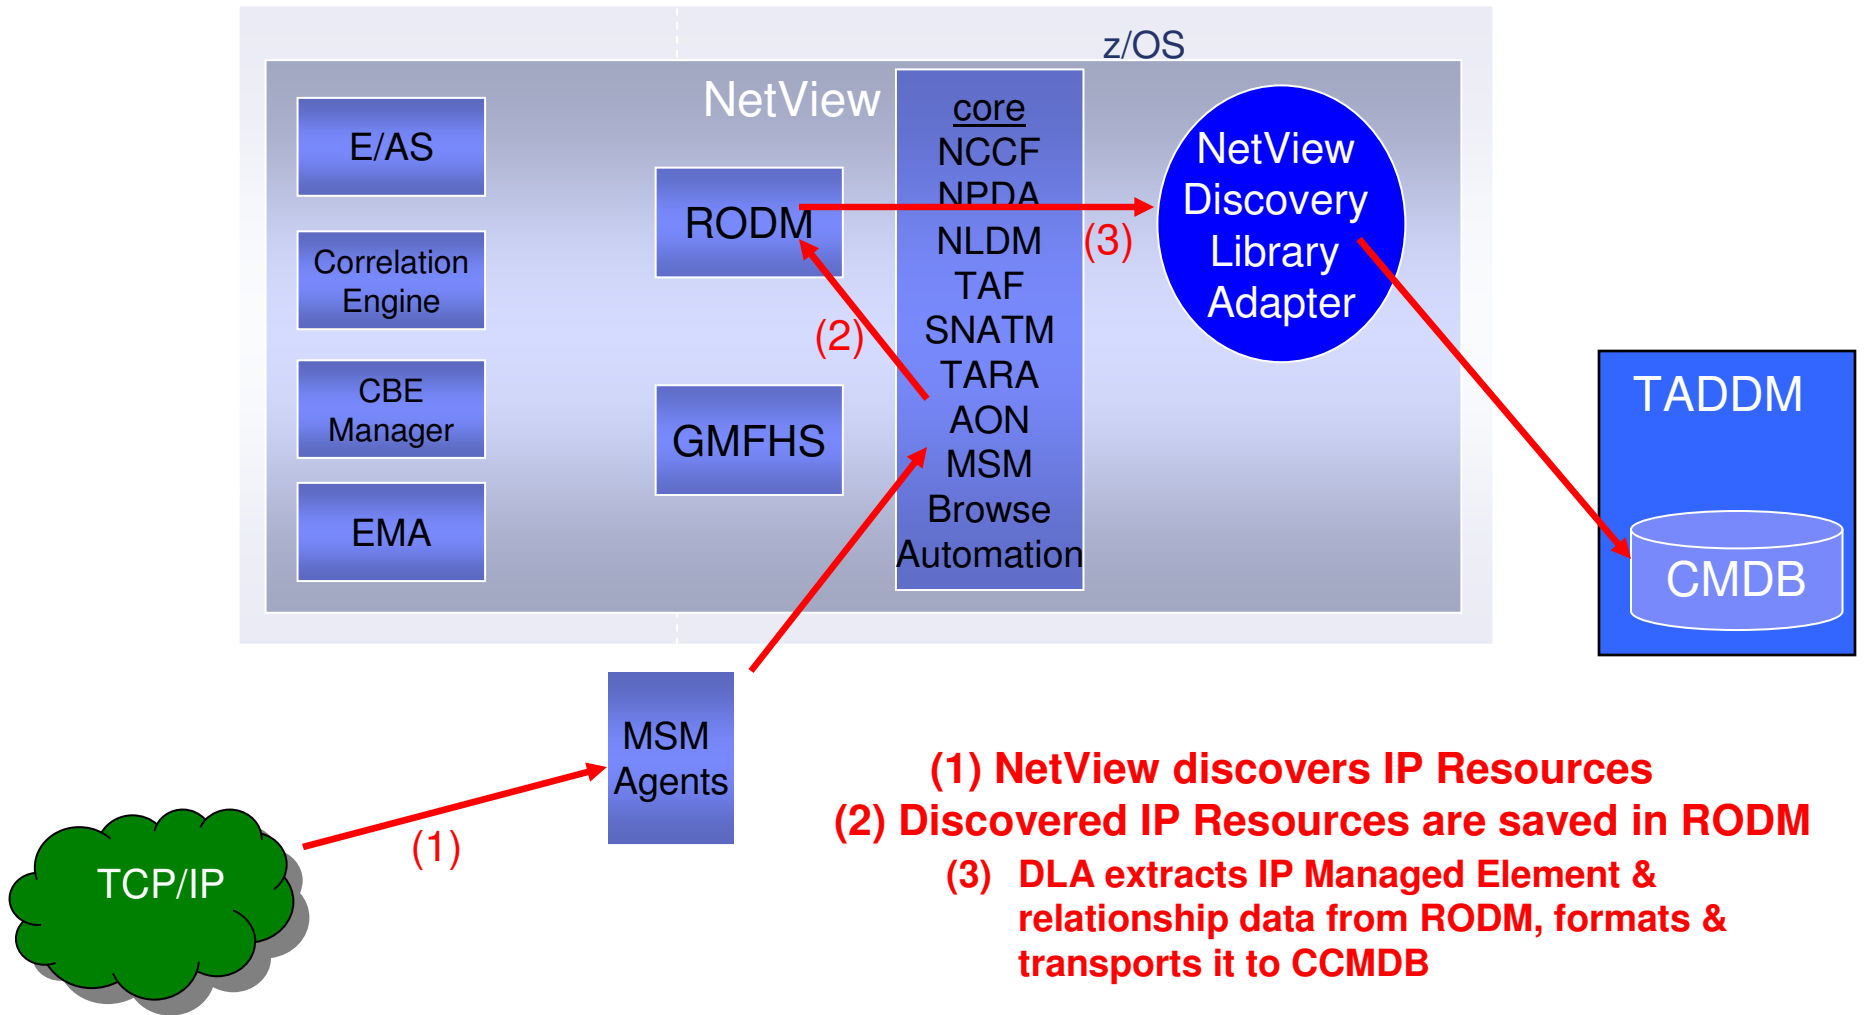 z/OS
NetView
E/AS
Correlation
Engine
CBE
Manager
EMA
RODM
GMFHS
core
NCCF
NPDA
NLDM
TAF
SNATM
TARA
AON
MSM
Browse
Automation
NetView
Discovery
Library
Adapter
(3)
(2)
TADDM
CMDB
MSM
Agents
(1)
TCP/IP
(1) NetView discovers IP Resources
(2) Discovered IP Resources are saved in RODM
(3) DLA extracts IP Managed Element &
relationship data from RODM, formats &
transports it to CCMDB